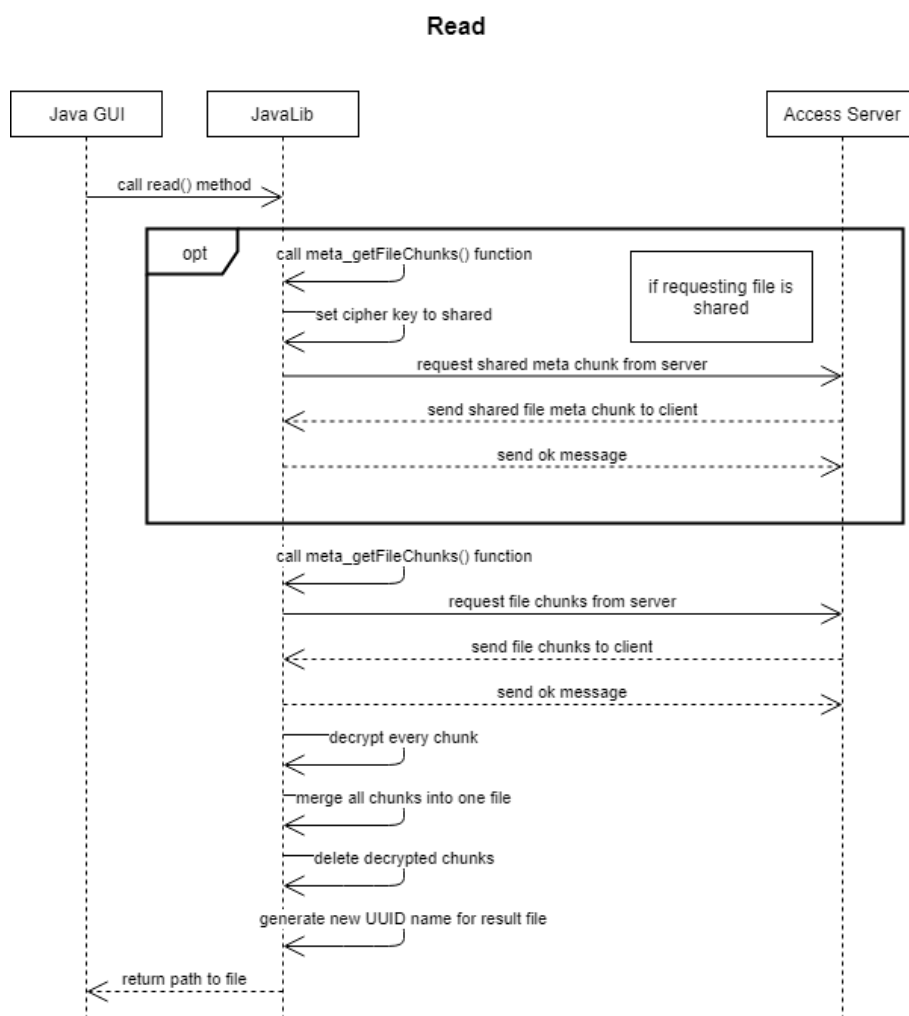 Read
Java GUI
JavaLib
Access Server
call read() method
opt
call meta_getFileChunks() function
if requesting file is
shared
set cipher key to shared
request shared meta chunk from server
send shared file meta chunk to client
send ok message
call meta_getFileChunks() function
request file chunks from server
send file chunks to client
send ok message
decrypt every chunk
merge all chunks into one file
delete decrypted chunks
generate new UUID name for result file
return path to file